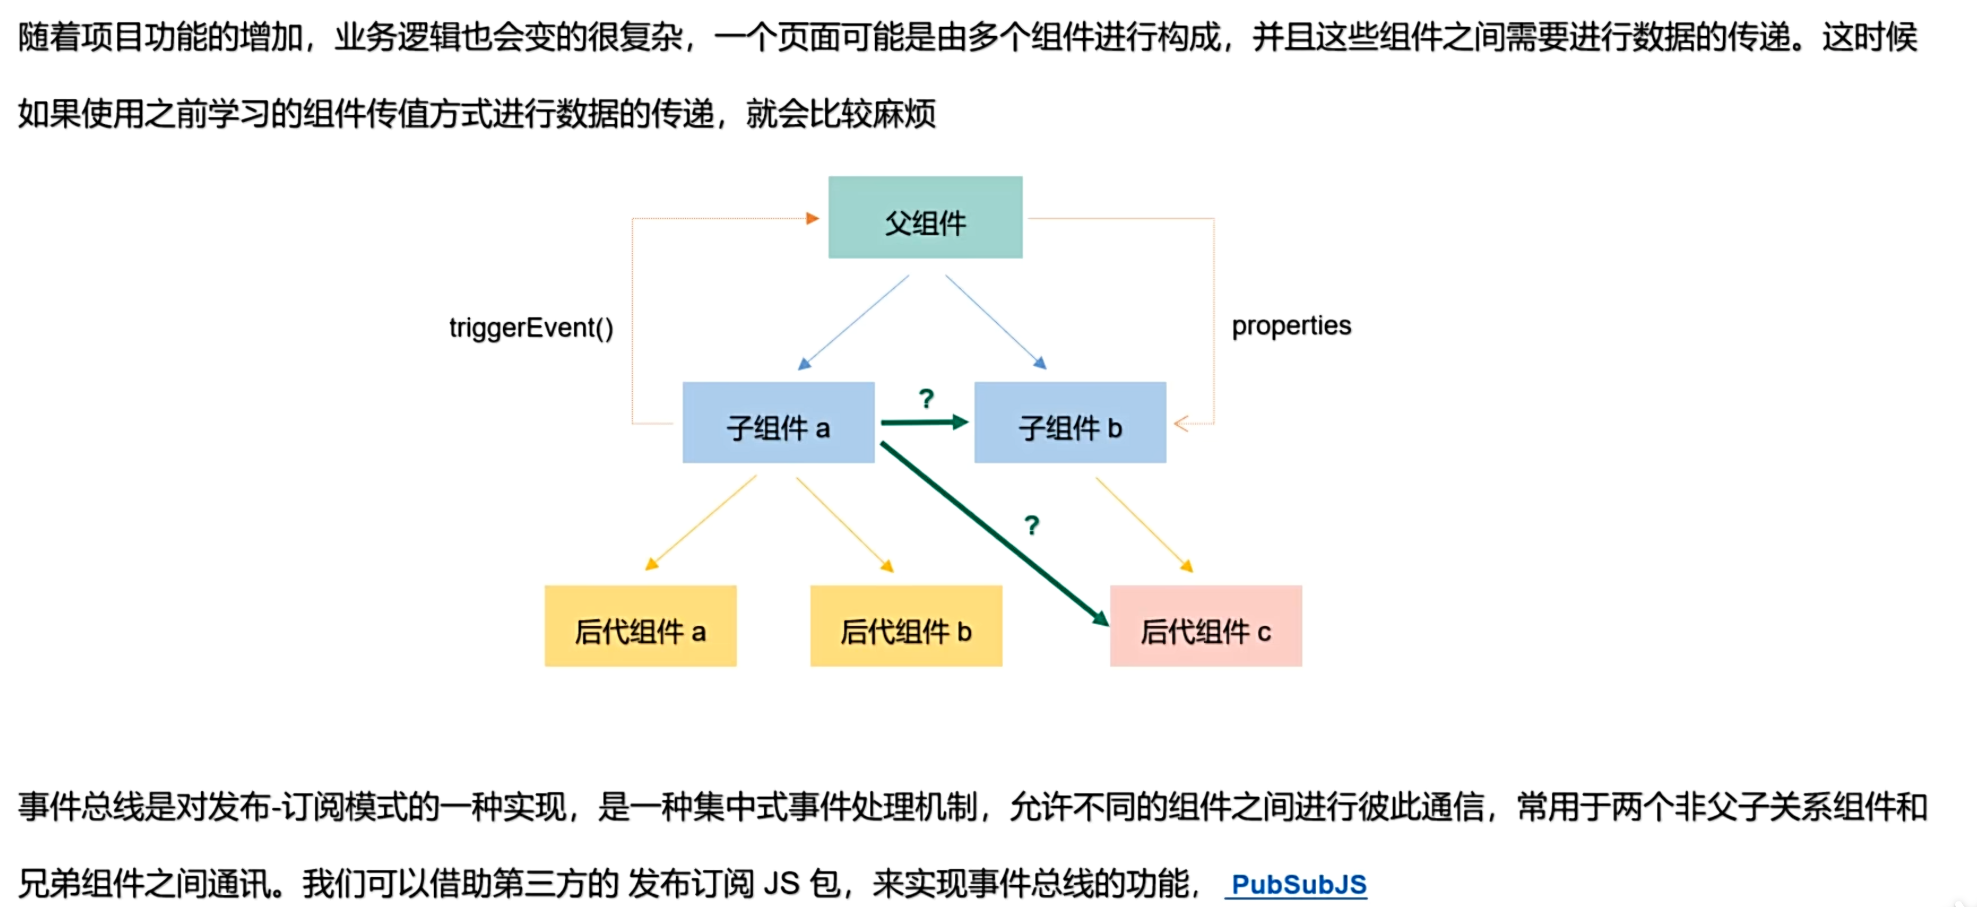 随着项目功能的增加，业务逻辑也会变的很复杂，一个页面可能是由多个组件进行构成，并且这些组件之间需要进行数据的传递。这时候
如果使用之前学习的组件传值方式进行数据的传递，就会比较麻烦
父组件
triggerEvent()
properties
?
子组件 a
子组件 b
?
后代组件 a
后代组件 b
后代组件 c
事件总线是对发布-订阅模式的一种实现，是一种集中式事件处理机制，允许不同的组件之间进行彼此通信，常用于两个非父子关系组件和
兄弟组件之间通讯。我们可以借助第三方的 发布订阅 JS 包，来实现事件总线的功能， PubSubJS